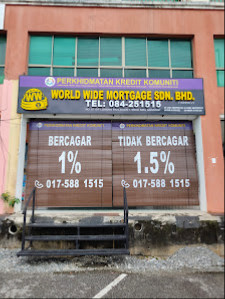 PERKHIDMATAN KREDIT KOMUNITI
WW
WORLD WIDE MORTGAGE SDN. BHD.
TEL: 084-251515
BERCAGAR
1%
017-588 1515
TIDAK BERCAGAR
1.5%
017-588 1515